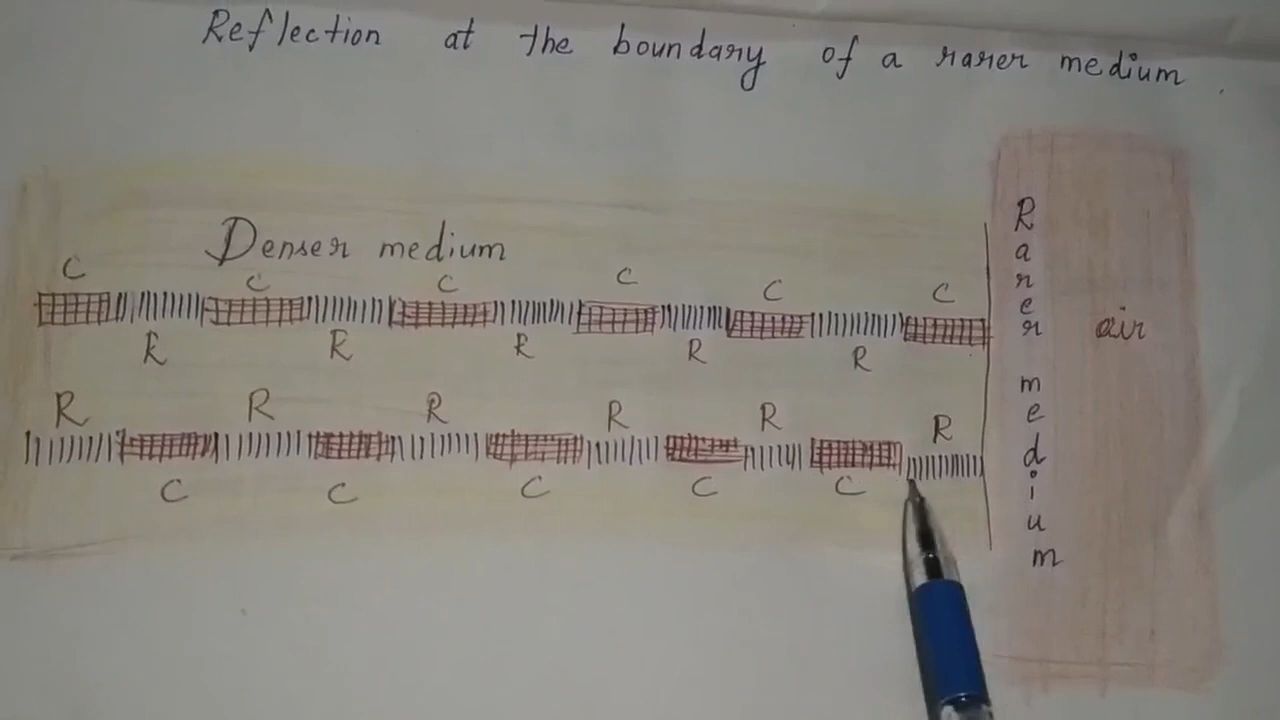 Reflection at the boundary of a rarer medium.
Denser medium
C C C C C C
R R R R R
R R R R R R
C C C C C
Rarer medium
air